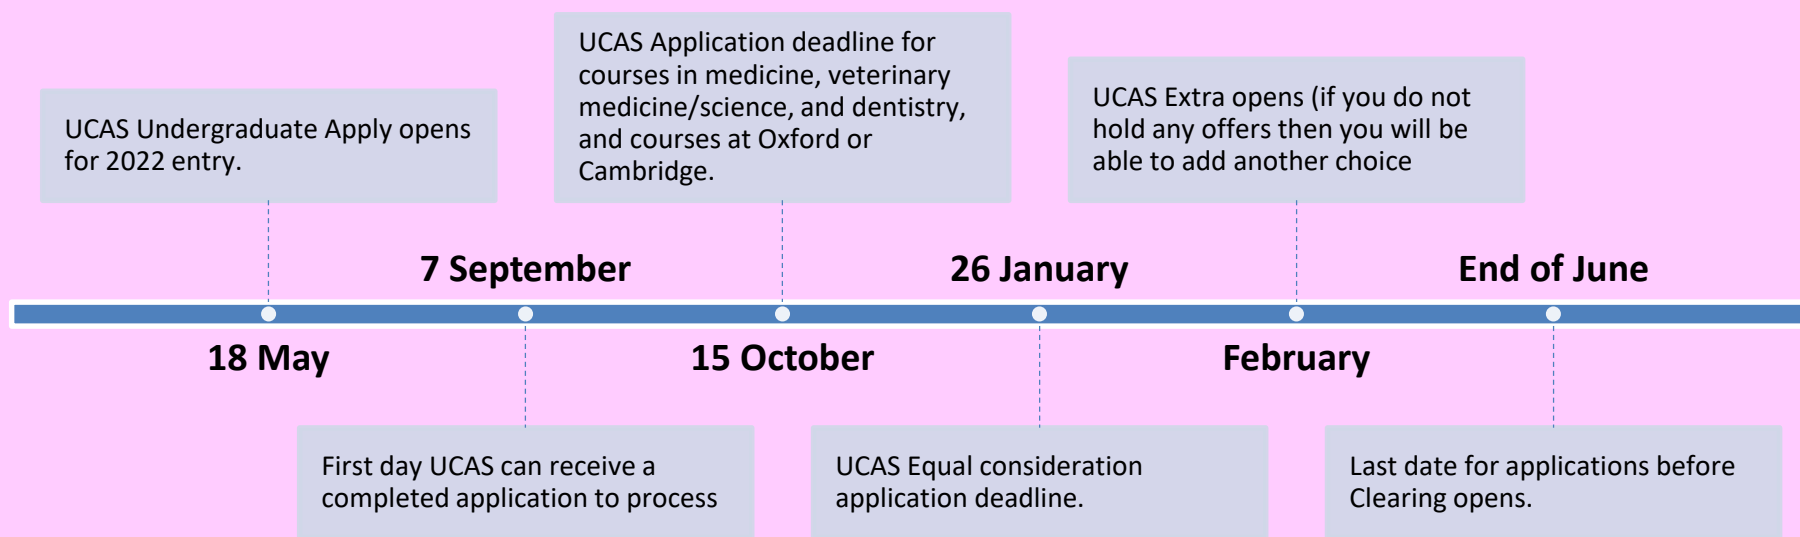 UCAS Undergraduate Apply opens
for 2022 entry.
18 May
7 September
First day UCAS can receive a
completed application to process
UCAS Application deadline for
courses in medicine, veterinary
medicine/science, and dentistry,
and courses at Oxford or
Cambridge.
15 October
26 January
UCAS Equal consideration
application deadline.
UCAS Extra opens (if you do not
hold any offers then you will be
able to add another choice
February
End of June
Last date for applications before
Clearing opens.